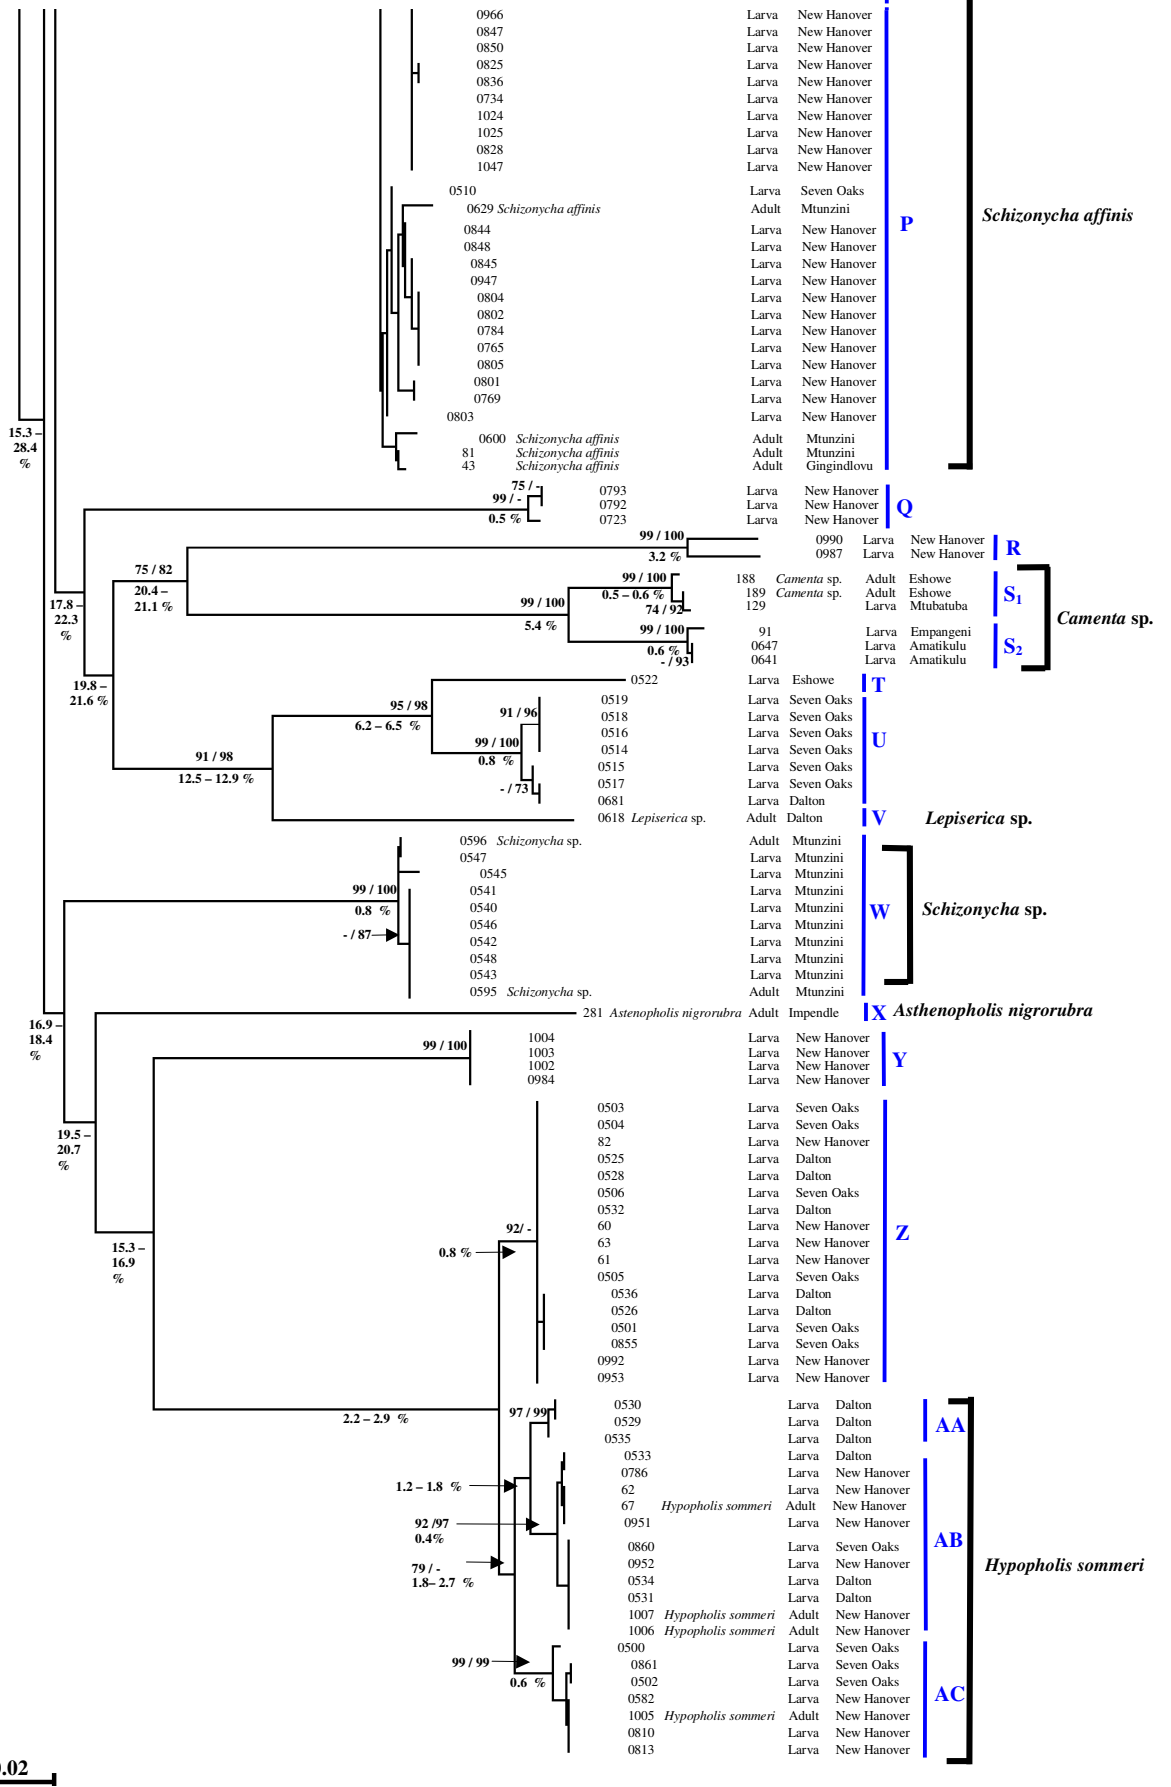 0966 Larva New Hanover
0847 Larva New Hanover
0850 Larva New Hanover
0825 Larva New Hanover
0836 Larva New Hanover
0734 Larva New Hanover
1024 Larva New Hanover
1025 Larva New Hanover
0828 Larva New Hanover
1047 Larva New Hanover
0510 Larva Seven Oaks
0629 Schizonycha affinis Adult Mtunzini
P Schizonycha affinis
0844 Larva New Hanover
0848 Larva New Hanover
0845 Larva New Hanover
0947 Larva New Hanover
0804 Larva New Hanover
0802 Larva New Hanover
0784 Larva New Hanover
0765 Larva New Hanover
0805 Larva New Hanover
0801 Larva New Hanover
0769 Larva New Hanover
0803 Larva New Hanover
15.3 –
28.4
%
0600 Schizonycha affinis Adult Mtunzini
81 Schizonycha affinis Adult Mtunzini
43 Schizonycha affinis Adult Gingindlovu
75 / -
99 / -
0.5 %
0793 Larva New Hanover
0792 Larva New Hanover
0723 Larva New Hanover
Q
99 / 100
3.2 %
0990 Larva New Hanover
0987 Larva New Hanover
R
75 / 82
20.4 –
21.1 %
17.8 –
22.3
%
99 / 100
5.4 %
99 / 100
0.5 – 0.6 %
74 / 92
188 Camenta sp. Adult Eshowe
189 Camenta sp. Adult Eshowe
129 Larva Mtubatuba
S1
Camenta sp.
99 / 100
0.6 %
- / 93
91 Larva Empangeni
0647 Larva Amatikulu
0641 Larva Amatikulu
S2
19.8 –
21.6 %
0522 Larva Eshowe T
95 / 98
6.2 – 6.5 %
91 / 96
99 / 100
0.8 %
- / 73
0519 Larva Seven Oaks
0518 Larva Seven Oaks
0516 Larva Seven Oaks
0514 Larva Seven Oaks
0515 Larva Seven Oaks
0517 Larva Seven Oaks
0681 Larva Dalton
U
91 / 98
12.5 – 12.9 %
0618 Lepiserica sp. Adult Dalton V Lepiserica sp.
0596 Schizonycha sp. Adult Mtunzini
0547 Larva Mtunzini
0545 Larva Mtunzini
0541 Larva Mtunzini
0540 Larva Mtunzini
0546 Larva Mtunzini
0542 Larva Mtunzini
0548 Larva Mtunzini
0543 Larva Mtunzini
0595 Schizonycha sp. Adult Mtunzini
99 / 100
0.8 %
- / 87
W Schizonycha sp.
281 Astenopholis nigrorubra Adult Impendle X Asthenopholis nigrorubra
16.9 –
18.4
%
99 / 100
1004 Larva New Hanover
1003 Larva New Hanover
1002 Larva New Hanover
0984 Larva New Hanover
Y
19.5 –
20.7
%
0503 Larva Seven Oaks
0504 Larva Seven Oaks
82 Larva New Hanover
0525 Larva Dalton
0528 Larva Dalton
0506 Larva Seven Oaks
0532 Larva Dalton
60 Larva New Hanover
63 Larva New Hanover
61 Larva New Hanover
0505 Larva Seven Oaks
0536 Larva Dalton
0526 Larva Dalton
0501 Larva Seven Oaks
0855 Larva Seven Oaks
0992 Larva New Hanover
0953 Larva New Hanover
92/ -
0.8 %
Z
15.3 –
16.9
%
2.2 – 2.9 %
97 / 99
0530 Larva Dalton
0529 Larva Dalton
0535 Larva Dalton
AA
0533 Larva Dalton
0786 Larva New Hanover
62 Larva New Hanover
67 Hypopholis sommeri Adult New Hanover
0951 Larva New Hanover
0860 Larva Seven Oaks
0952 Larva New Hanover
0534 Larva Dalton
0531 Larva Dalton
1007 Hypopholis sommeri Adult New Hanover
1006 Hypopholis sommeri Adult New Hanover
1.2 – 1.8 %
92 /97
0.4%
79 / -
1.8– 2.7 %
AB
Hypopholis sommeri
0500 Larva Seven Oaks
0861 Larva Seven Oaks
0502 Larva Seven Oaks
0582 Larva New Hanover
1005 Hypopholis sommeri Adult New Hanover
0810 Larva New Hanover
0813 Larva New Hanover
99 / 99
0.6 %
AC
.02